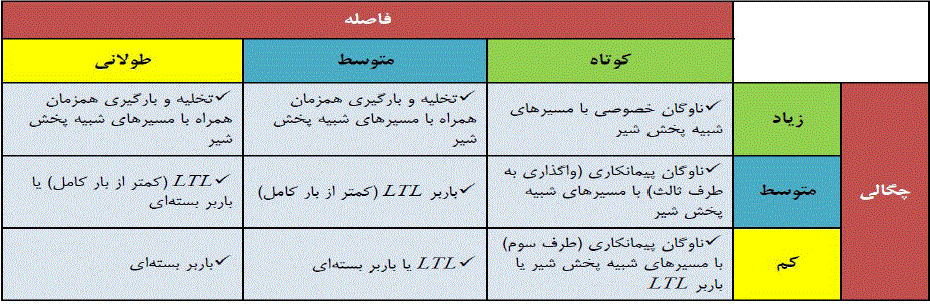 فاصله
کوتاه
متوسط
طولانی
چگالی
زیاد
✓ناوگان خصوصی با مسیرهای
شبیه پخش شیر
✓تخلیه و بارگیری همزمان
همراه با مسیرهای شبیه پخش
شیر
✓تخلیه و بارگیری همزمان
همراه با مسیرهای شبیه پخش
شیر
متوسط
✓ناوگان پیمانکاری (واگذاری به
طرف ثالث) با مسیرهای شبیه
پخش شیر
✓باربر LTL (کمتر از بار کامل)
✓LTL (کمتر از بار کامل) یا
باربر بسته‌ای
کم
✓ناوگان پیمانکاری (طرف سوم)
با مسیرهای شبیه پخش شیر یا
باربر LTL
✓LTL یا باربر بسته‌ای
✓باربر بسته‌ای